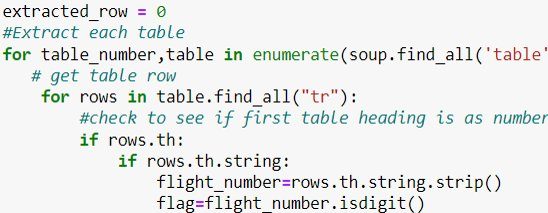 extracted_row = 0
#Extract each table
for table_number,table in enumerate(soup.find_all('table'
    # get table row
     for rows in table.find_all("tr"):
         #check to see if first table heading is as number
         if rows.th:
             if rows.th.string:
                 flight_number=rows.th.string.strip()
                 flag=flight_number.isdigit()